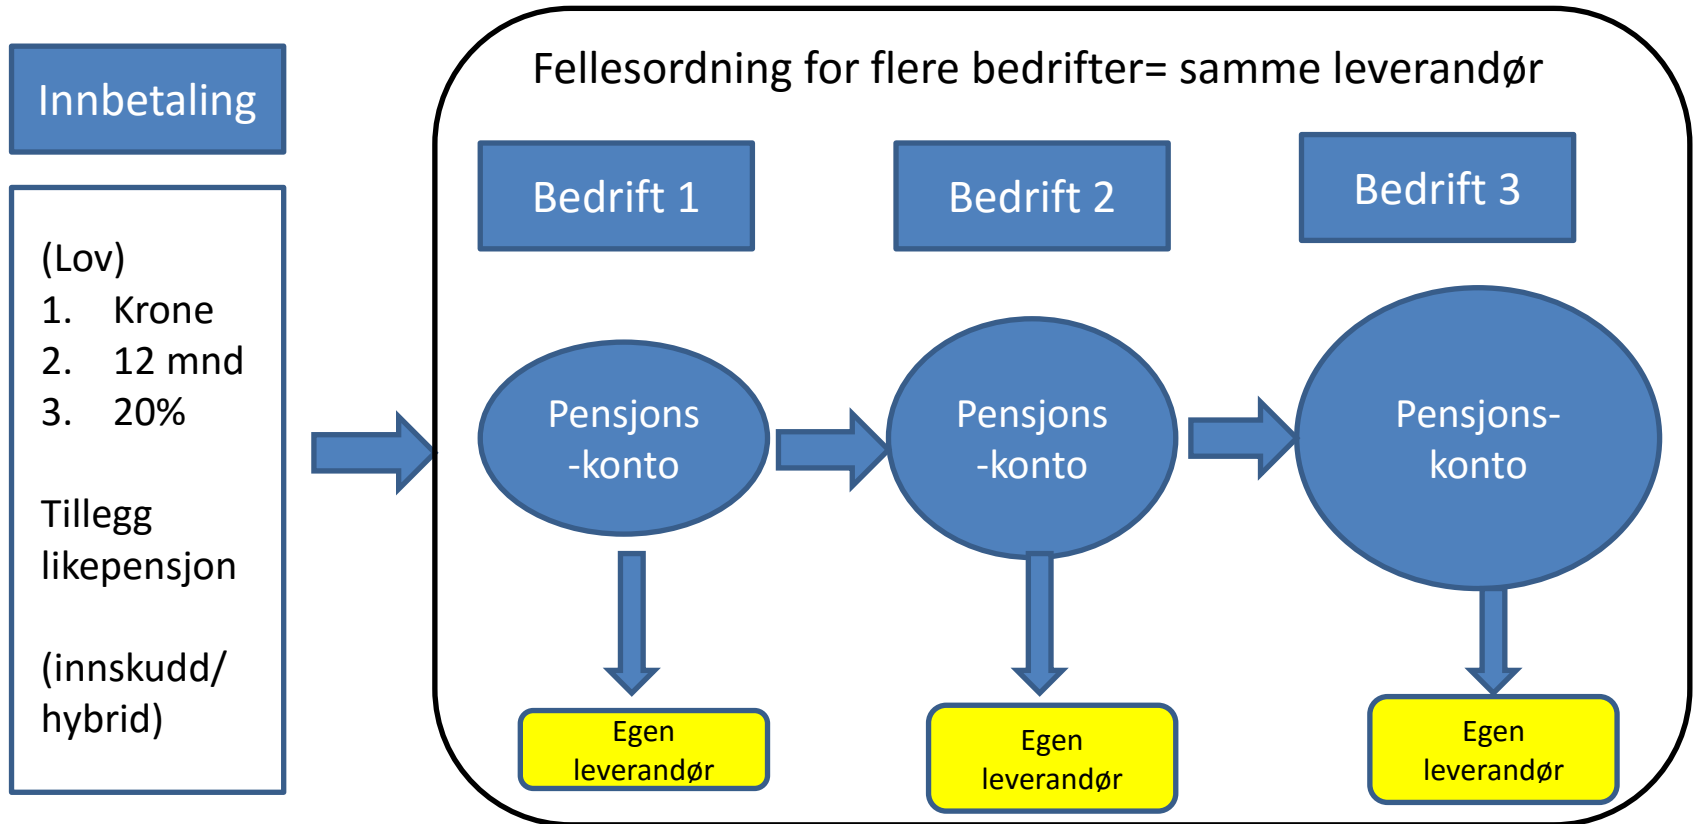 Innbetaling
(Lov)
1. Krone
2. 12 mnd
3. 20%
Tillegg
likepensjon
(innskudd/
hybrid)
Fellesordning for flere bedrifter= samme leverandør
Bedrift 1
Bedrift 2
Bedrift 3
Pensjons
-konto
Pensjons
-konto
Pensjons-
konto
Egen
leverandør
Egen
leverandør
Egen
leverandør